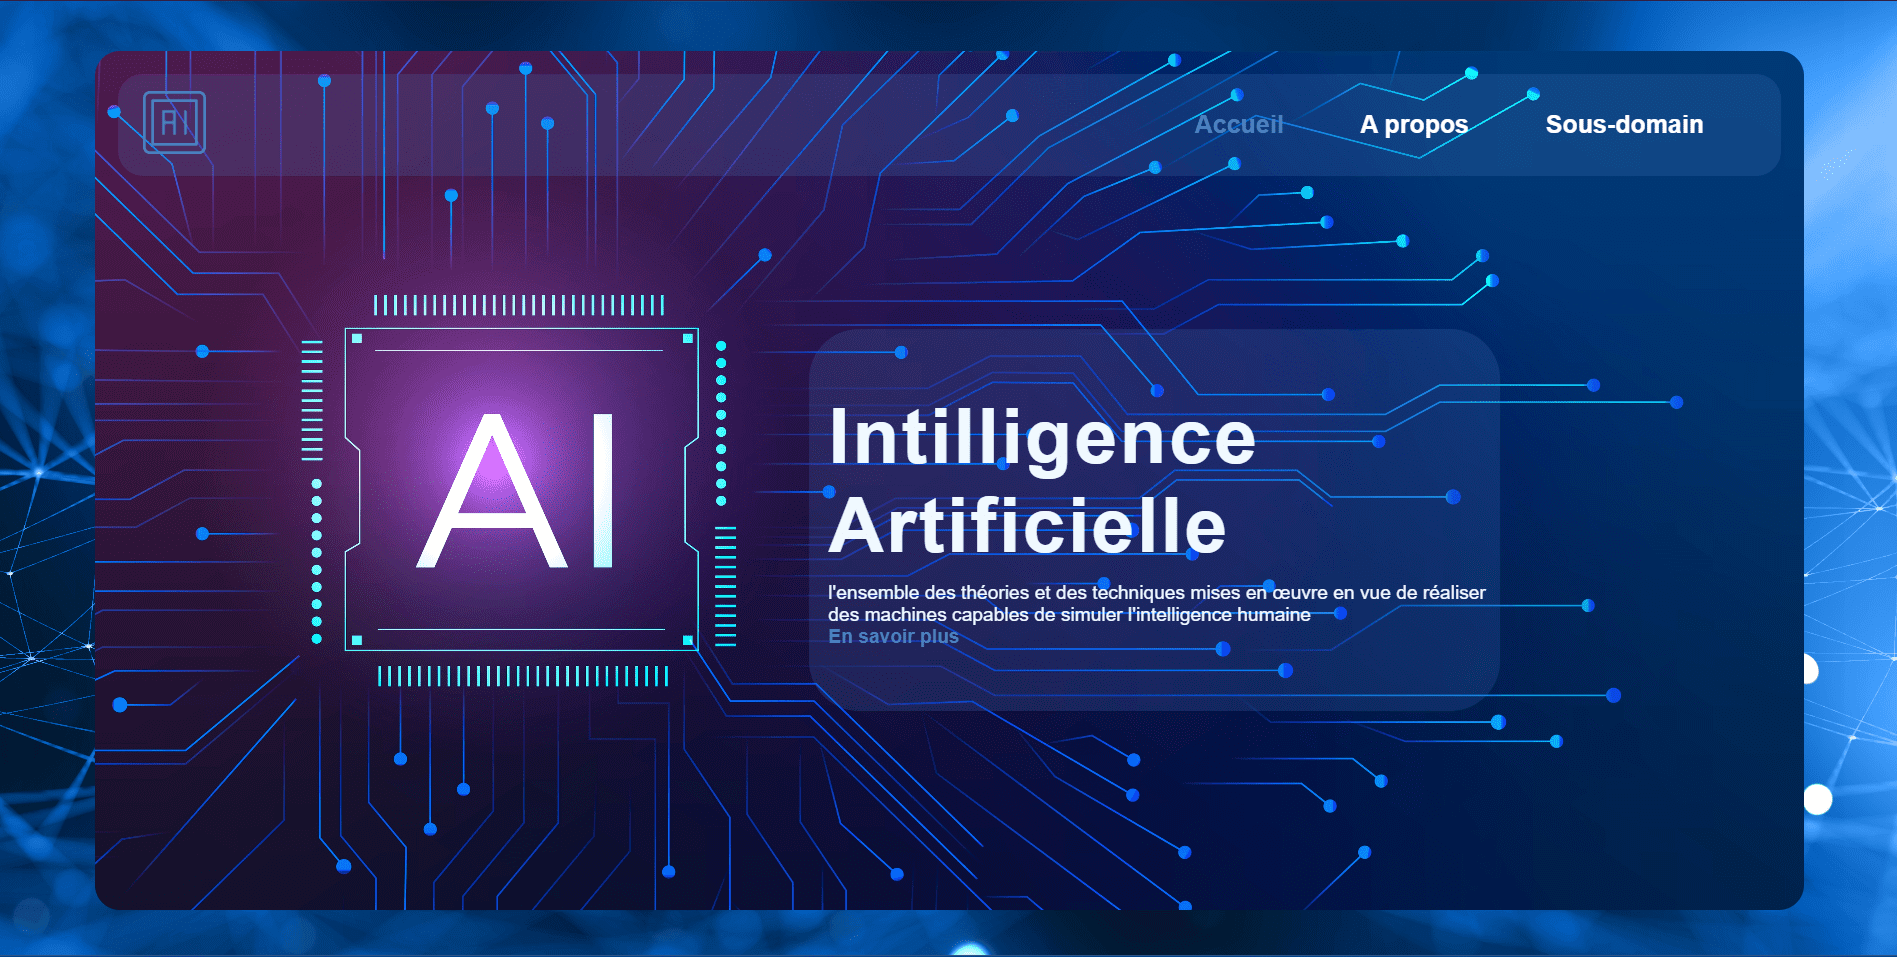 AI
Accueil
A propos
Sous-domain
AI
Intilligence
Artificielle
l'ensemble des théories et des techniques mises en œuvre en vue de réaliser
des machines capables de simuler l'intelligence humaine
En savoir plus